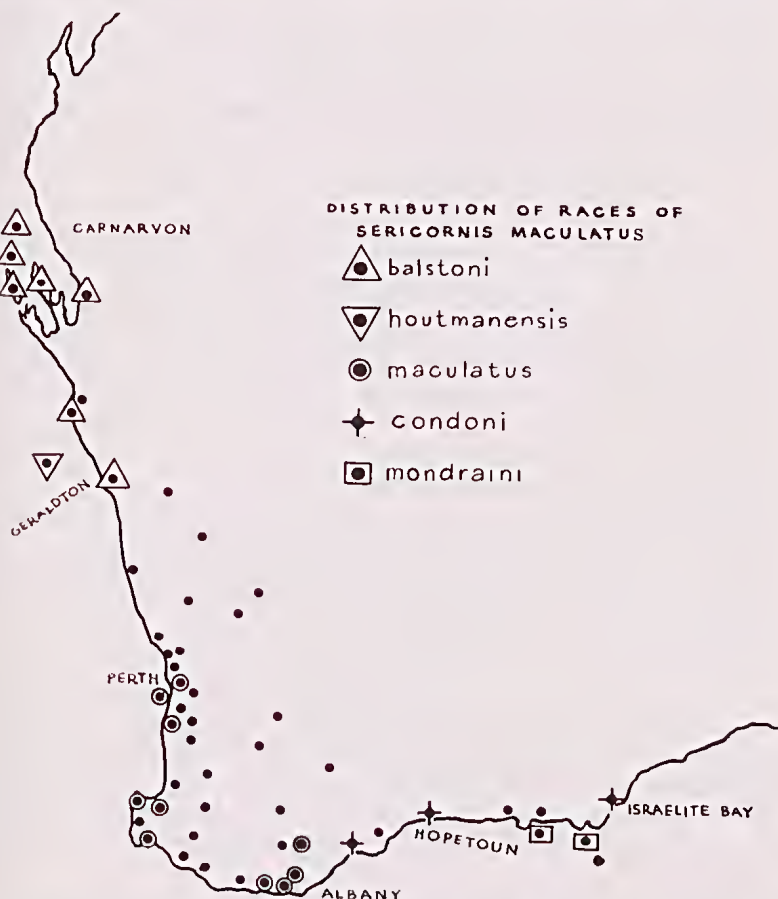 CARNARVON
DISTRIBUTION OF RACES OF
SERICORNIS MACULATUS
balstoni
houtmanensis
maculatus
condoni
mondraini
GERALDTON
PERTH
HOPETOUN
ISRAELITE BAY
ALBANY